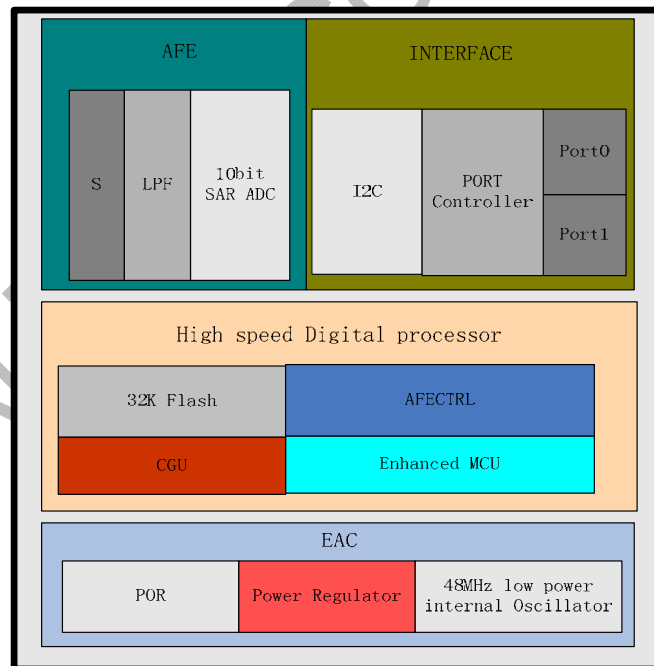 AFE
INTERFACE
S
LPF
10bit
SAR ADC
I2C
PORT
Controller
Port0
Port1
High speed Digital processor
32K Flash
AFECTRL
CGU
Enhanced MCU
EAC
POR
Power Regulator
48MHz low power
internal Oscillator